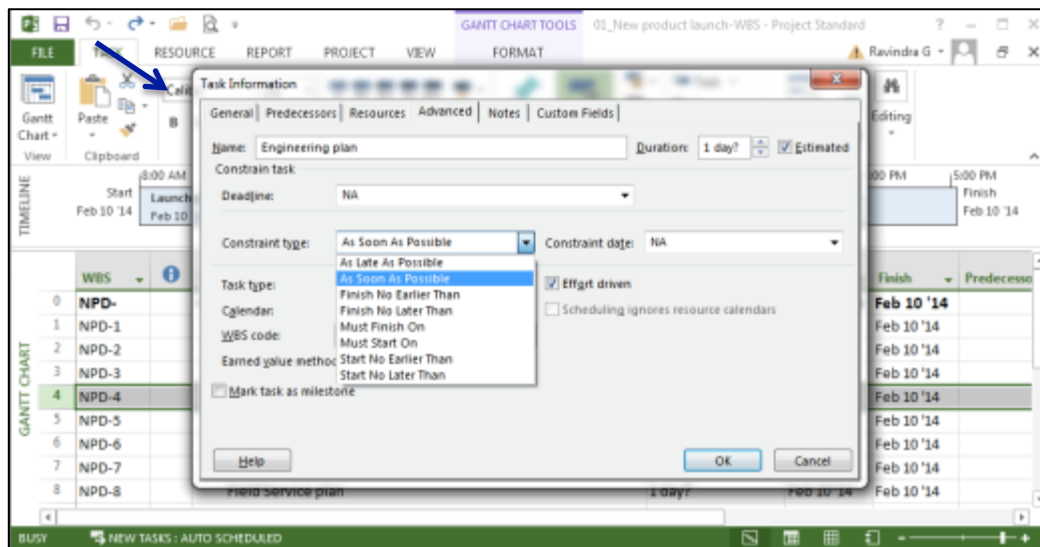 GANTT CHART TOOLS 01_New product launch-WBS - Project Standard ? X
FILE TASK RESOURCE REPORT PROJECT VIEW FORMAT Ravindra G
Gantt Chart
Paste
B
Editing
View Clipboard
Task Information
General Predecessors Resources Advanced Notes Custom Fields
Name: Engineering plan Duration: 1 day? Estimated
Constrain task
Deadline: NA
Constraint type: As Soon As Possible Constraint date: NA
As Late As Possible
As Soon As Possible
Finish No Earlier Than
Finish No Later Than
Must Finish On
Must Start On
Start No Earlier Than
Start No Later Than
Task type: Effort driven
Calendar: Scheduling ignores resource calendars
WBS code:
Earned value method
Mark task as milestone
Help OK Cancel
TIMELINE
8:00 AM 00 PM 5:00 PM
Start Launch Finish
Feb 10 '14 Feb 10 Feb 10 '14
GANTT CHART
WBS Finish Predecesso
0 NPD- Feb 10 '14
1 NPD-1 Feb 10 '14
2 NPD-2 Feb 10 '14
3 NPD-3 Feb 10 '14
4 NPD-4 Feb 10 '14
5 NPD-5 Feb 10 '14
6 NPD-6 Feb 10 '14
7 NPD-7 Feb 10 '14
8 NPD-8 Field Service plan 1 day? Feb 10 '14 Feb 10 '14
BUSY NEW TASKS : AUTO SCHEDULED